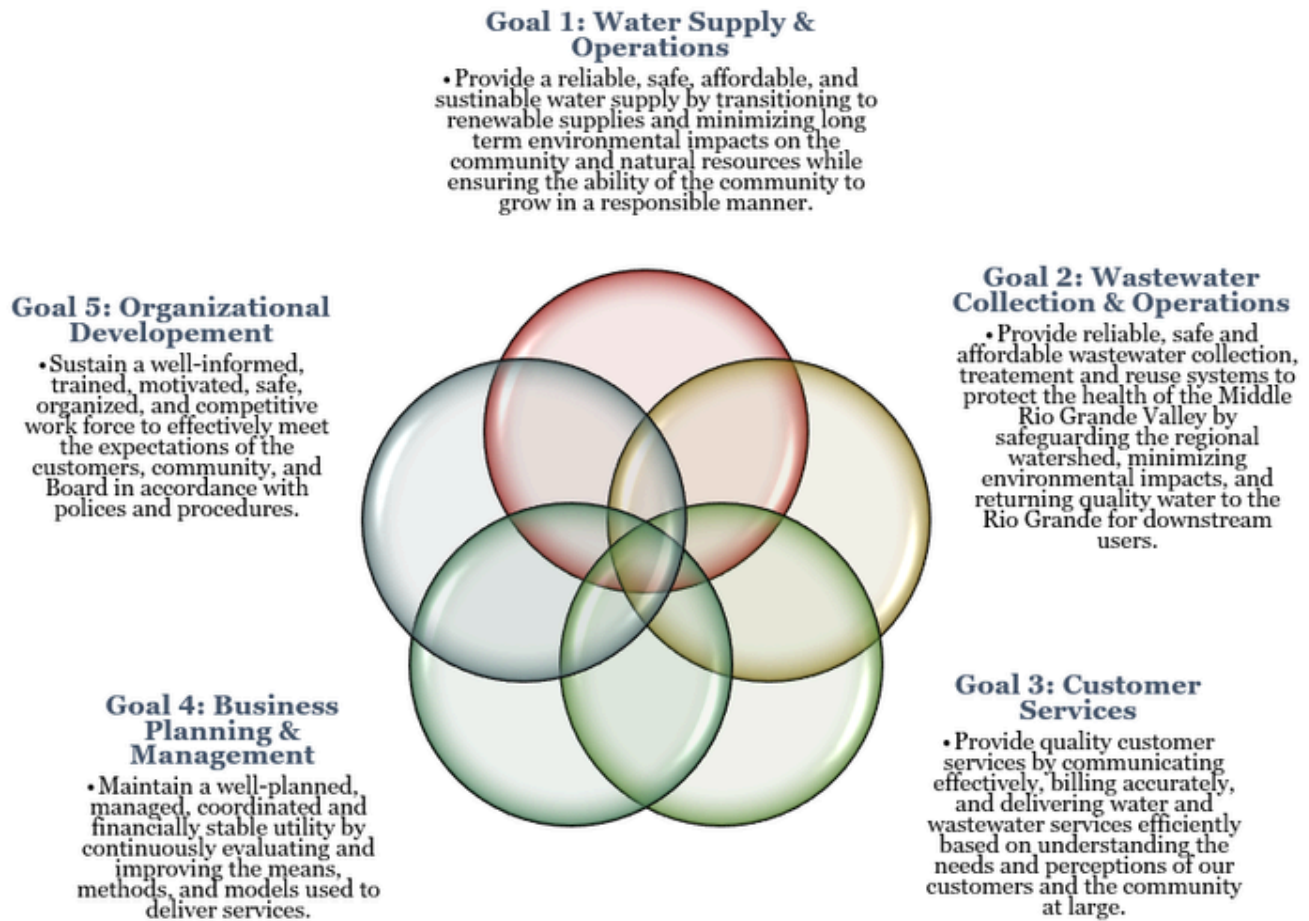 Goal 1: Water Supply &
Operations
•Provide a reliable, safe, affordable, and
sustinable water supply by transitioning to
renewable supplies and minimizing long
term environmental impacts on the
community and natural resources while
ensuring the ability of the community to
grow in a responsible manner.
Goal 2: Wastewater
Collection & Operations
•Provide reliable, safe and
affordable wastewater collection,
treatement and reuse systems to
protect the health of the Middle
Rio Grande Valley by
safeguarding the regional
watershed, minimizing
environmental impacts, and
returning quality water to the
Rio Grande for downstream
users.
Goal 3: Customer
Services
•Provide quality customer
services by communicating
effectively, billing accurately,
and delivering water and
wastewater services efficiently
based on understanding the
needs and perceptions of our
customers and the community
at large.
Goal 4: Business
Planning &
Management
•Maintain a well-planned,
managed, coordinated and
financially stable utility by
continuously evaluating and
improving the means,
methods, and models used to
deliver services.
Goal 5: Organizational
Developement
•Sustain a well-informed,
trained, motivated, safe,
organized, and competitive
work force to effectively meet
the expectations of the
customers, community, and
Board in accordance with
polices and procedures.